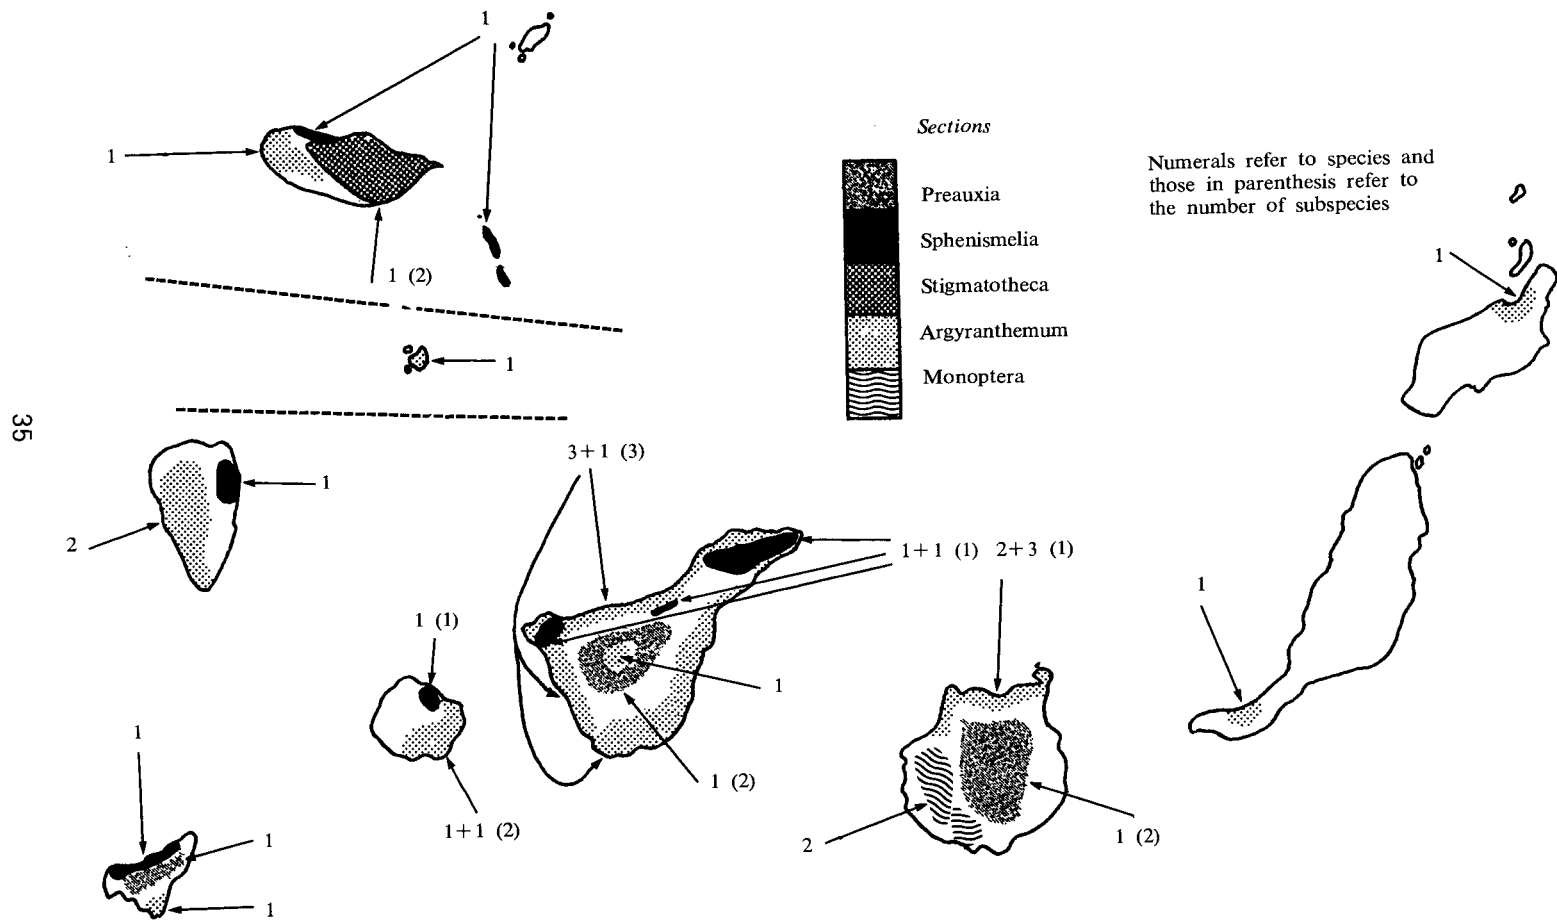 1
1
1 (2)
Sections
Preauxia
Sphenismelia
Stigmatotheca
Argyranthemum
Monoptera
Numerals refer to species and
those in parenthesis refer to
the number of subspecies
1
1
35
3+1 (3)
1
2
1+1 (1) 2+3 (1)
1
1 (1)
1
1 (2)
1+1 (2)
2
1 (2)
1
1
1